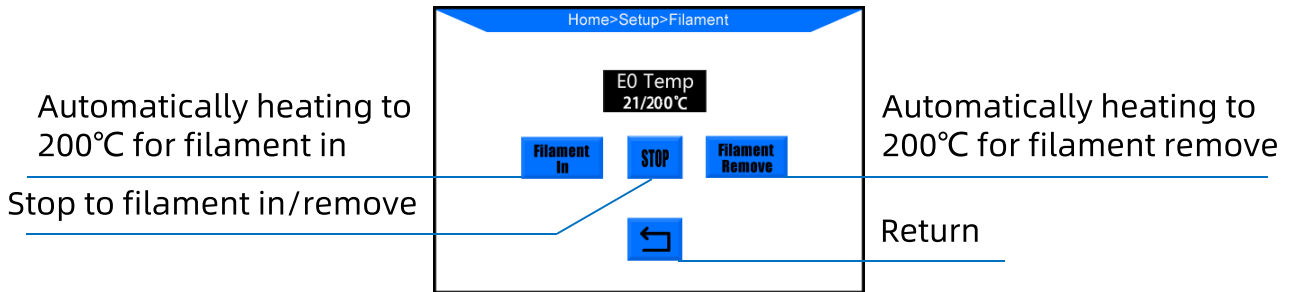 Home>Setup>Filament
E0 Temp
21/200℃
Automatically heating to
200℃ for filament in
Automatically heating to
200℃ for filament remove
Filament
In
STOP
Filament
Remove
Stop to filament in/remove
Return